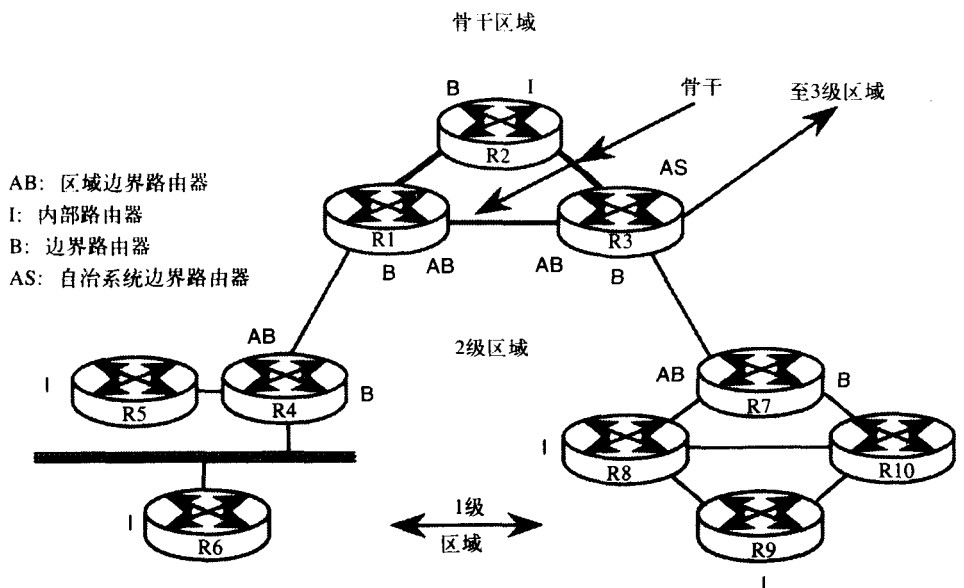 骨干区域
B I
骨干
至3级区域
R2
AS
AB: 区域边界路由器
I: 内部路由器
B: 边界路由器
AS: 自治系统边界路由器
R1
R3
B AB
AB B
AB
2级区域
AB
B
I
R5
R4
B
R7
I
R8
R10
1级
区域
I
R6
R9
I